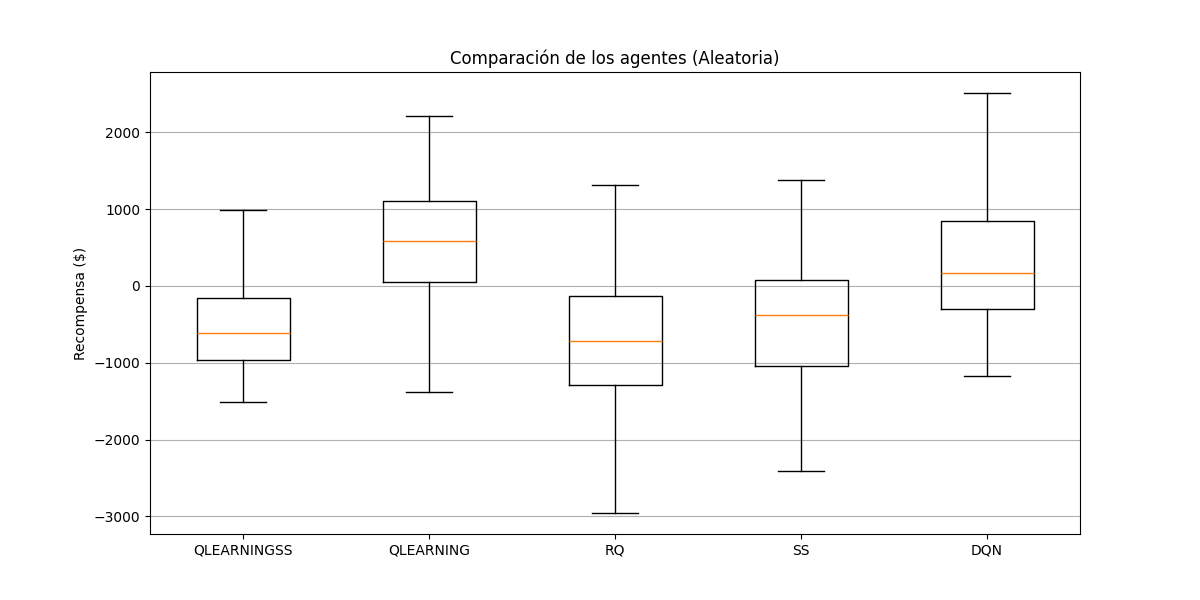 Comparación de los agentes (Aleatoria)
Recompensa ($)
2000
1000
0
−1000
−2000
−3000
QLEARNINGSS QLEARNING RQ SS DQN